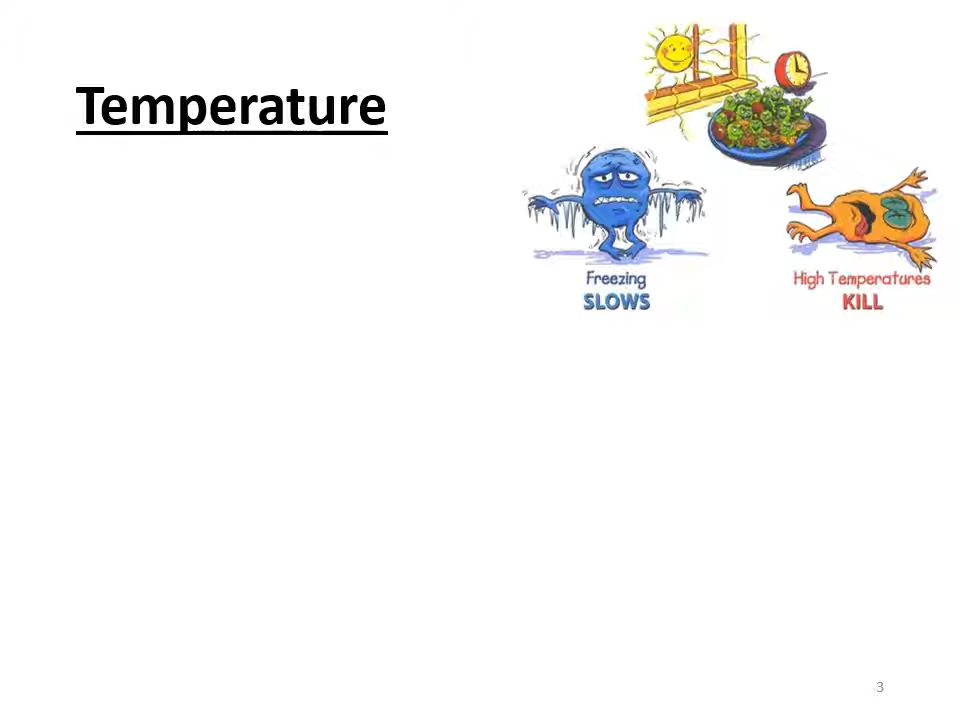 Temperature
Freezing
SLOWS
High Temperatures
KILL
3